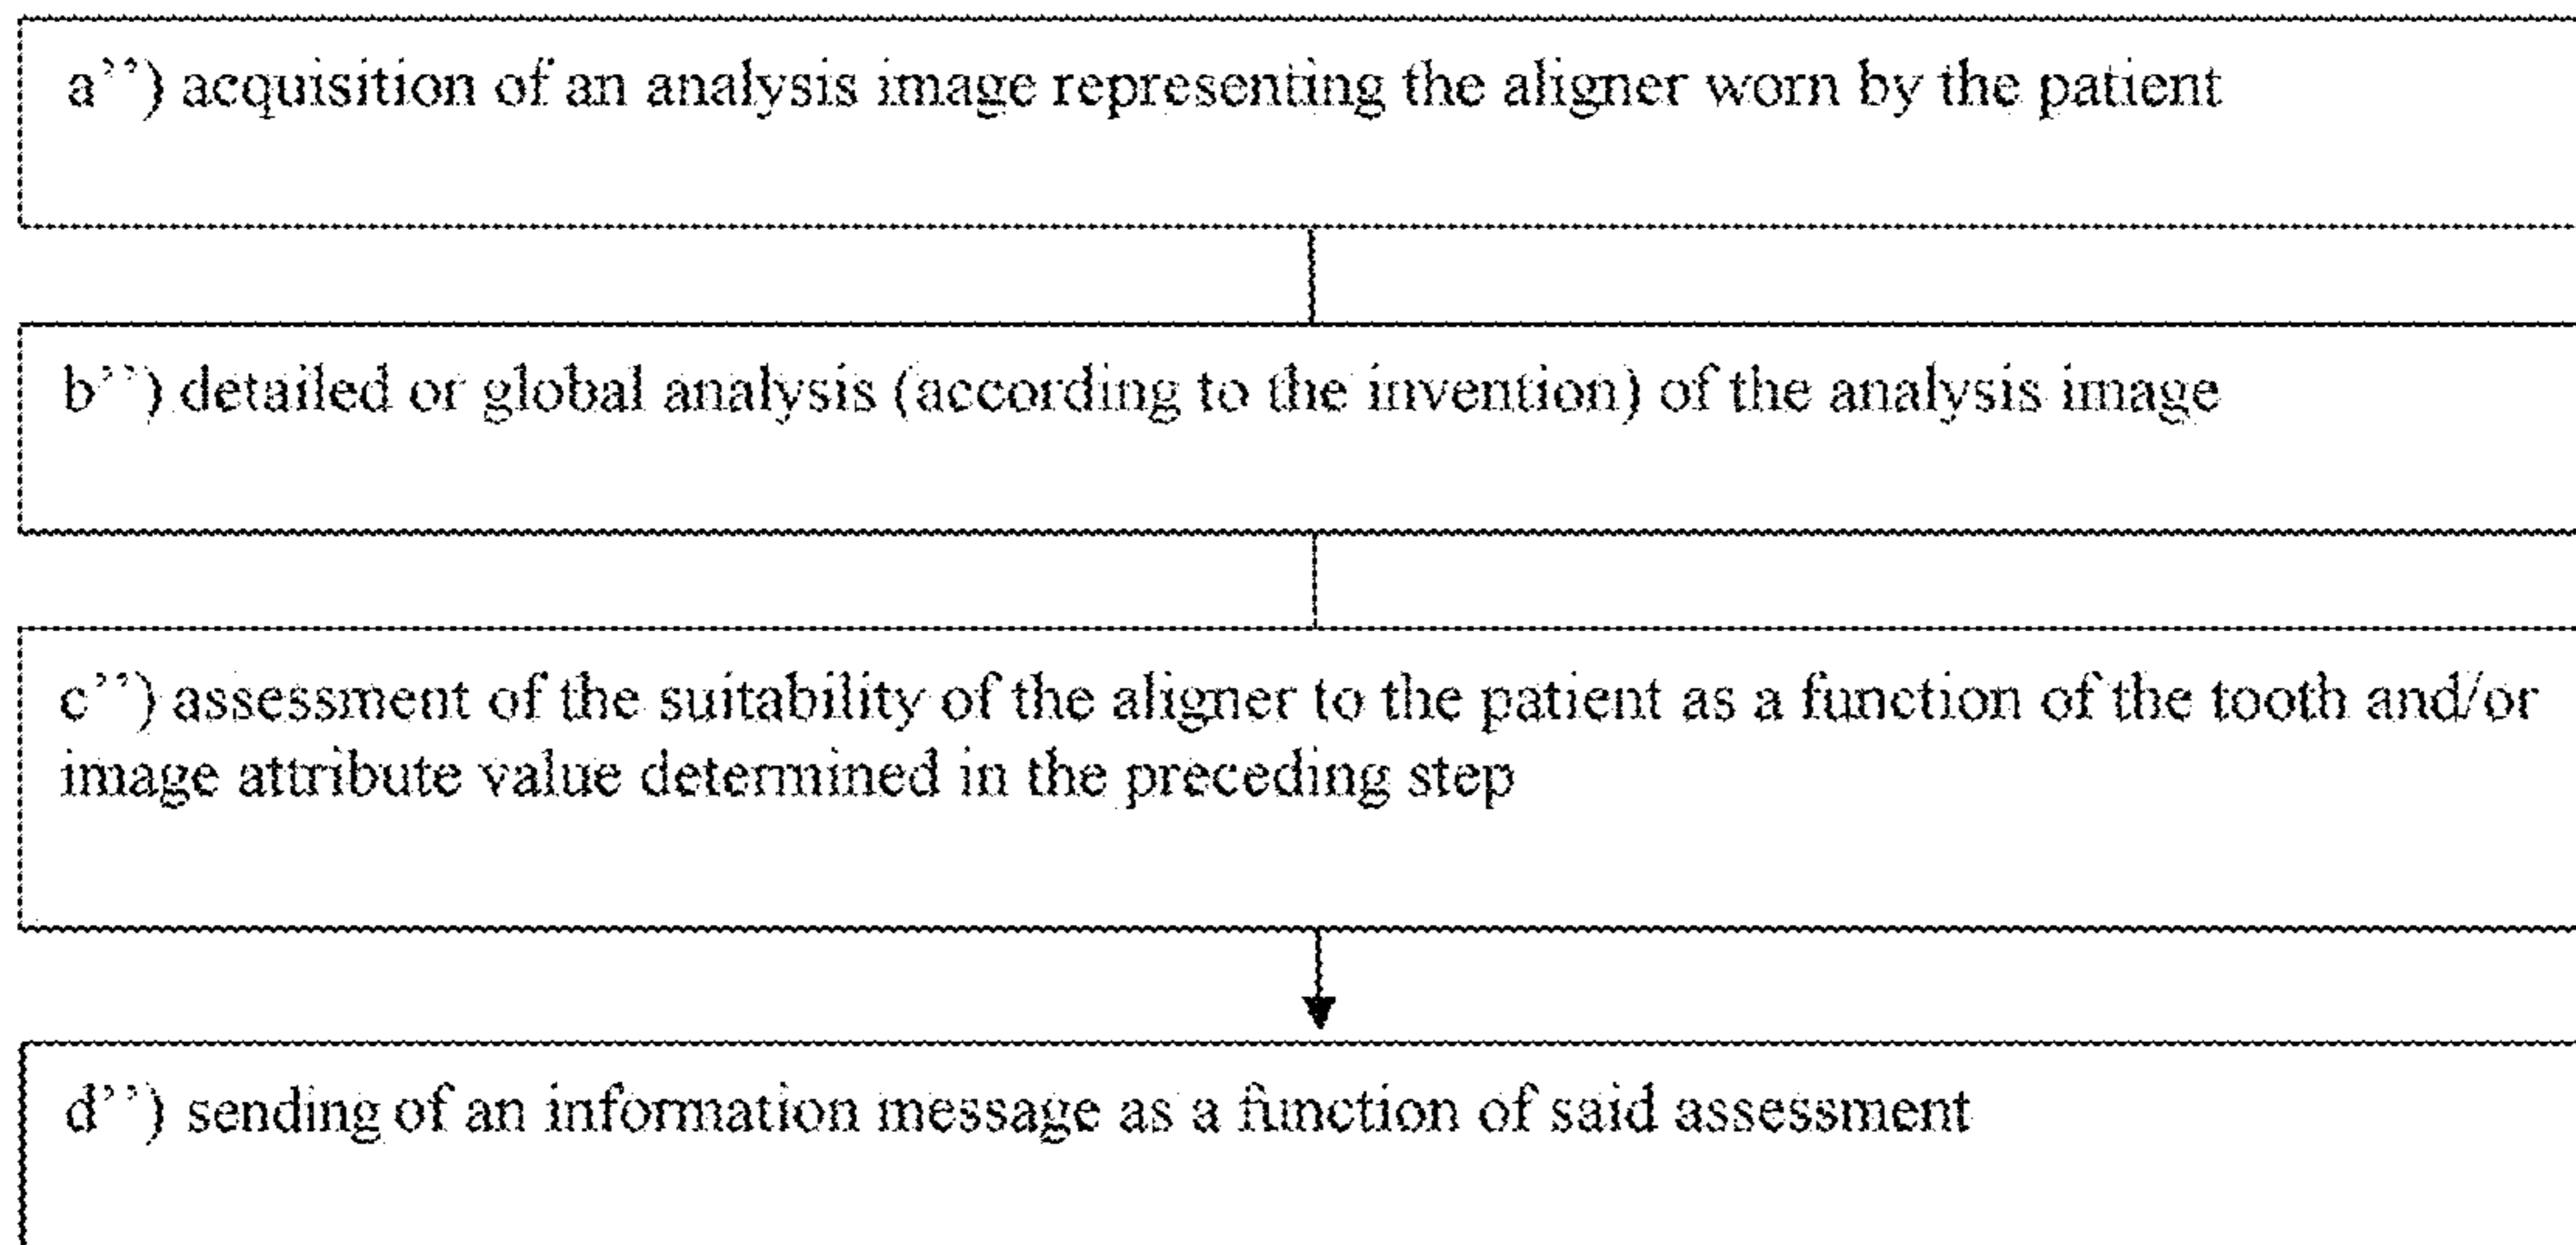 a’’) acquisition of an analysis image representing the aligner worn by the patient
b’’) detailed or global analysis (according to the invention) of the analysis image
c’’) assessment of the suitability of the aligner to the patient as a function of the tooth and/or
image attribute value determined in the preceding step
d’’) sending of an information message as a function of said assessment